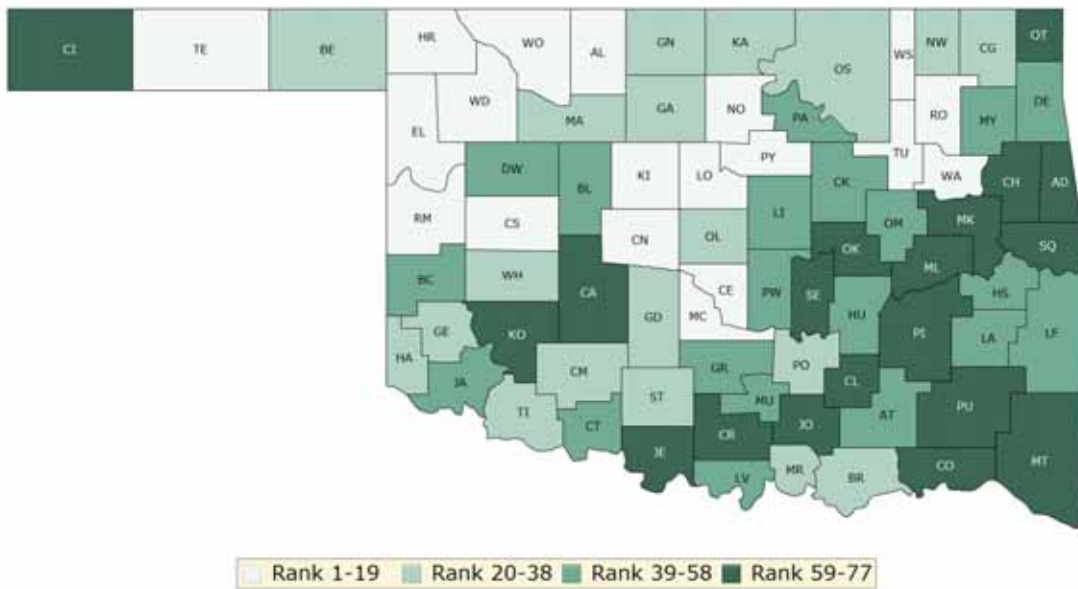 CI TE BE HR WO AL GN KA OS WS NW CG OT
WD EL MA GA NO PA RO MY DE
DW BL KI LO PY CK TU WA CH AD
RM CS CN OL LI OM MK SQ
BC WH CA GD CE MC PW OK SE ML HU HS
HA GE KO CM GR PO CL PI LA LF
JA TI CT ST MU JO AT PU
JE CR LV MR BR CO MT
Rank 1-19 Rank 20-38 Rank 39-58 Rank 59-77